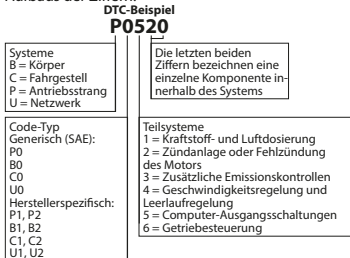 DTC-Beispiel
P0520
Systeme
B = Körper
C = Fahrgestell
P = Antriebsstrang
U = Netzwerk
Die letzten beiden
Ziffern bezeichnen eine
einzelne Komponente in-
nerhalb des Systems
Code-Typ
Generisch (SAE):
P0
B0
C0
U0
Herstellerspezifisch:
P1, P2
B1, B2
C1, C2
U1, U2
Teilsysteme
1 = Kraftstoff- und Luftdosierung
2 = Zündanlage oder Fehlzündung
des Motors
3 = Zusätzliche Emissionskontrollen
4 = Geschwindigkeitsregelung und
Leerlaufregelung
5 = Computer-Ausgangsschaltungen
6 = Getriebesteuerung